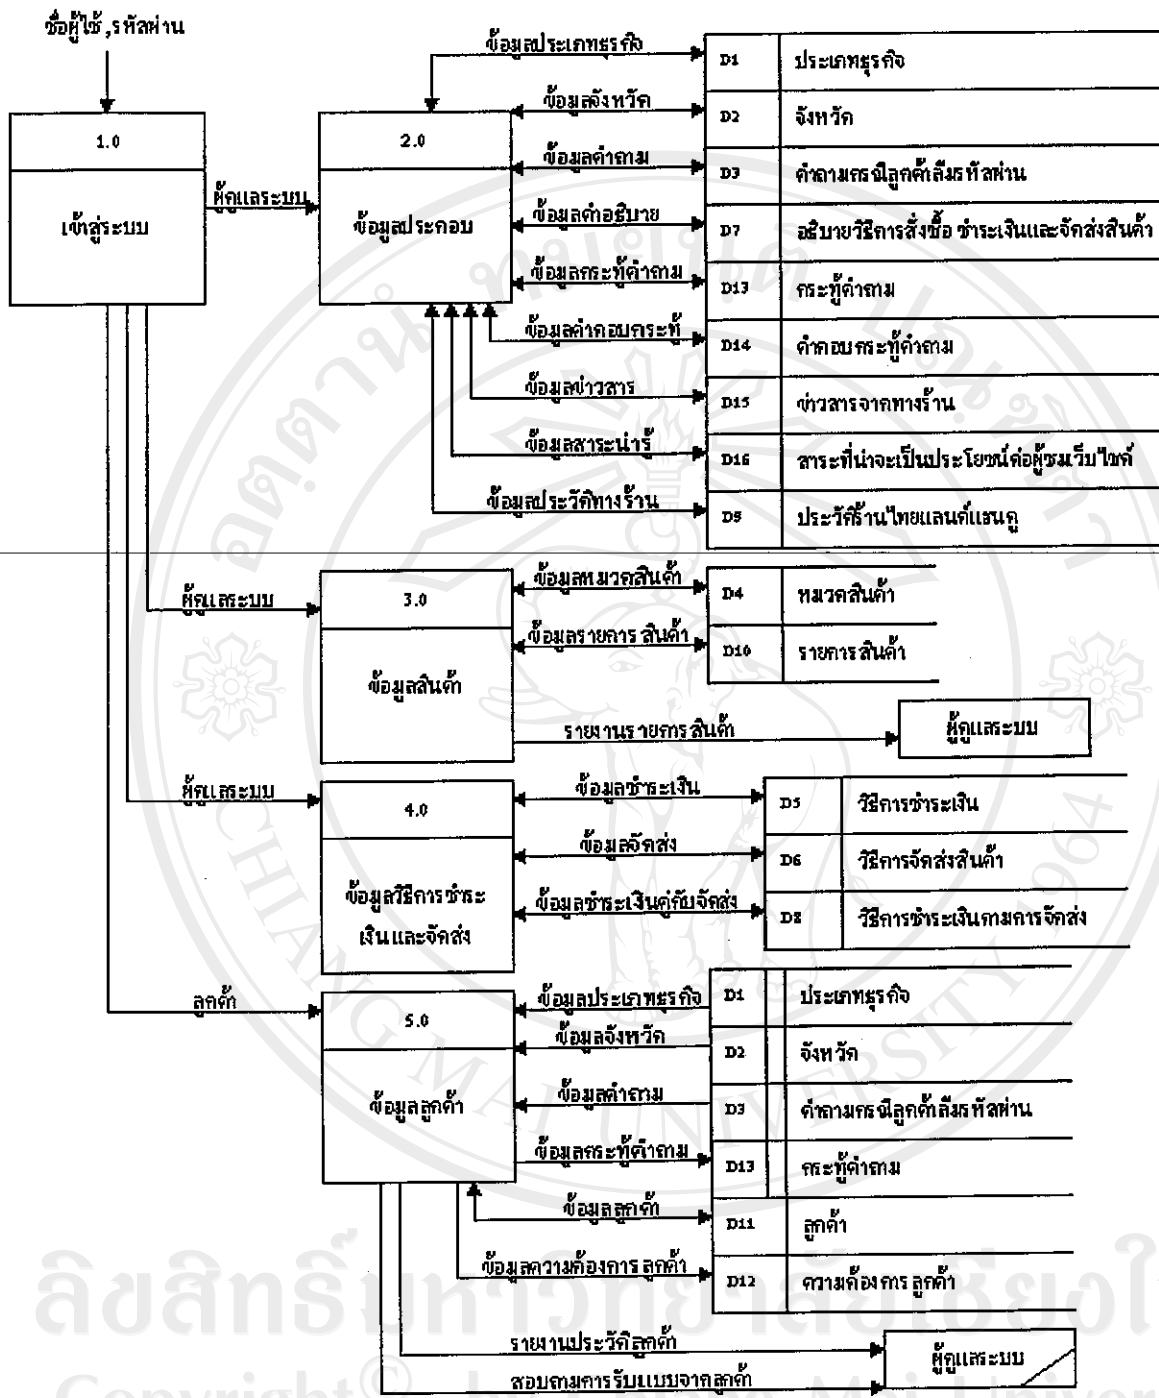 ชื่อผู้ใช้,รหัสผ่าน
1.0
เข้าสู่ระบบ
ผู้ดูแลระบบ
2.0
ข้อมูลประกอบ
ข้อมูลประเภทธุรกิจ
D1 ประเภทธุรกิจ
ข้อมูลจังหวัด
D2 จังหวัด
ข้อมูลคำถาม
D3 คำถามกรณีลูกค้าลืมรหัสผ่าน
ข้อมูลคำอธิบาย
D7 อธิบายวิธีการสั่งซื้อ ชำระเงินและจัดส่งสินค้า
ข้อมูลกระทู้คำถาม
D13 กระทู้คำถาม
ข้อมูลคำตอบกระทู้
D14 คำตอบกระทู้คำถาม
ข้อมูลข่าวสาร
D15 ข่าวสารจากทางร้าน
ข้อมูลสาระน่ารู้
D16 สาระที่น่าจะเป็นประโยชน์ต่อผู้ชมเว็บไซต์
ข้อมูลประวัติทางร้าน
D9 ประวัติร้านไทยแลนด์แฮนดู
ผู้ดูแลระบบ
3.0
ข้อมูลสินค้า
ข้อมูลหมวดสินค้า
D4 หมวดสินค้า
ข้อมูลรายการ สินค้า
D10 รายการสินค้า
รายงานรายการสินค้า
ผู้ดูแลระบบ
ผู้ดูแลระบบ
4.0
ข้อมูลวิธีการชำระ
เงินและจัดส่ง
ข้อมูลชำระเงิน
D5 วิธีการชำระเงิน
ข้อมูลจัดส่ง
D6 วิธีการจัดส่งสินค้า
ข้อมูลชำระเงินคู่กับจัดส่ง
D8 วิธีการชำระเงินตามการจัดส่ง
ลูกค้า
5.0
ข้อมูลลูกค้า
ข้อมูลประเภทธุรกิจ
D1 ประเภทธุรกิจ
ข้อมูลจังหวัด
D2 จังหวัด
ข้อมูลคำถาม
D3 คำถามกรณีลูกค้าลืมรหัสผ่าน
ข้อมูลกระทู้คำถาม
D13 กระทู้คำถาม
ข้อมูลลูกค้า
D11 ลูกค้า
ข้อมูลความต้องการ ลูกค้า
D12 ความต้องการ ลูกค้า
รายงานประวัติลูกค้า
ผู้ดูแลระบบ
สอบถามการรับแบบจากลูกค้า
CHIANG MAI UNIVERSITY 1964
ลิขสิทธิ์มหาวิทยาลัยเชียงใ
Copyright © by Chiang Mai Univer